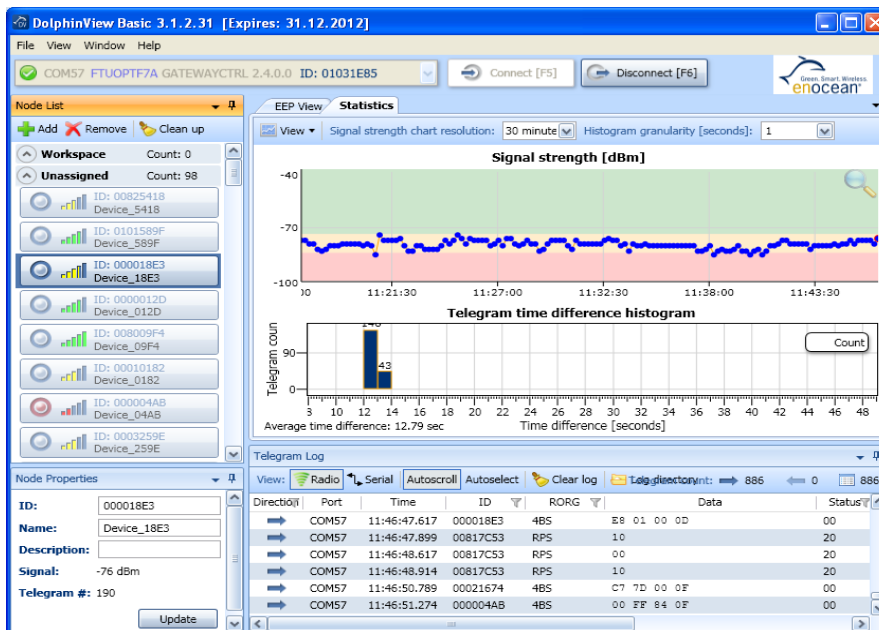 DolphinView Basic 3.1.2.31 [Expires: 31.12.2012]
File View Window Help
COM57 FTUOPTF7A GATEWAYCTRL 2.4.0.0 ID: 01031E85
Connect [F5]
Disconnect [F6]
Green. Smart. Wireless.
enocean®
Node List
Add Remove Clean up
Workspace Count: 0
Unassigned Count: 98
ID: 00825418
Device_5418
ID: 0101589F
Device_589F
ID: 000018E3
Device_18E3
ID: 0000012D
Device_012D
ID: 008009F4
Device_09F4
ID: 00010182
Device_0182
ID: 000004AB
Device_04AB
ID: 0003259E
Device_259E
Node Properties
ID: 000018E3
Name: Device_18E3
Description:
Signal: -76 dBm
Telegram #: 190
Update
EEP View Statistics
View Signal strength chart resolution: 30 minute Histogram granularity [seconds]: 1
Signal strength [dBm]
-40
-70
-100
11:21:30 11:27:00 11:32:30 11:38:00 11:43:30
Telegram time difference histogram
Telegram coun
90
0
43
Count
8 10 12 14 16 18 20 22 24 26 28 30 32 34 36 38 40 42 44 46 48
Average time difference: 12.79 sec
Time difference [seconds]
Telegram Log
View: Radio Serial Autoscroll Autoselect Clear log Log directory count: 886 0 886
Direction Port Time ID RORG Data Status
COM57 11:46:47.617 000018E3 4BS E8 01 00 0D 00
COM57 11:46:47.899 00817C53 RPS 10 20
COM57 11:46:48.617 00817C53 RPS 00 20
COM57 11:46:48.914 00817C53 RPS 10 20
COM57 11:46:50.789 00021674 4BS C7 7D 00 0F 00
COM57 11:46:51.274 000004AB 4BS 00 FF 84 0F 00